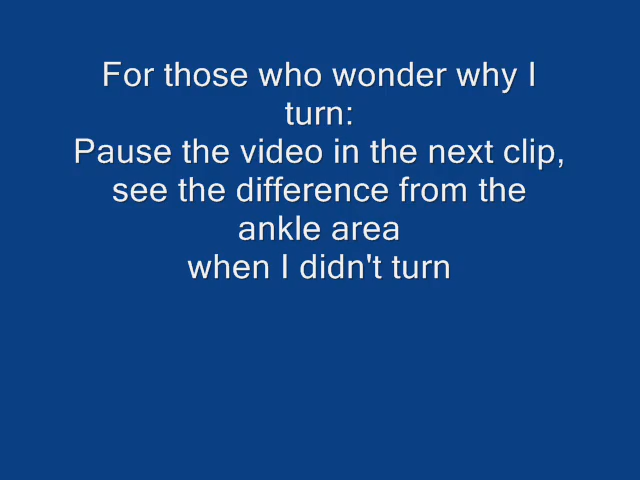 For those who wonder why I
turn:
Pause the video in the next clip,
see the difference from the
ankle area
when I didn't turn